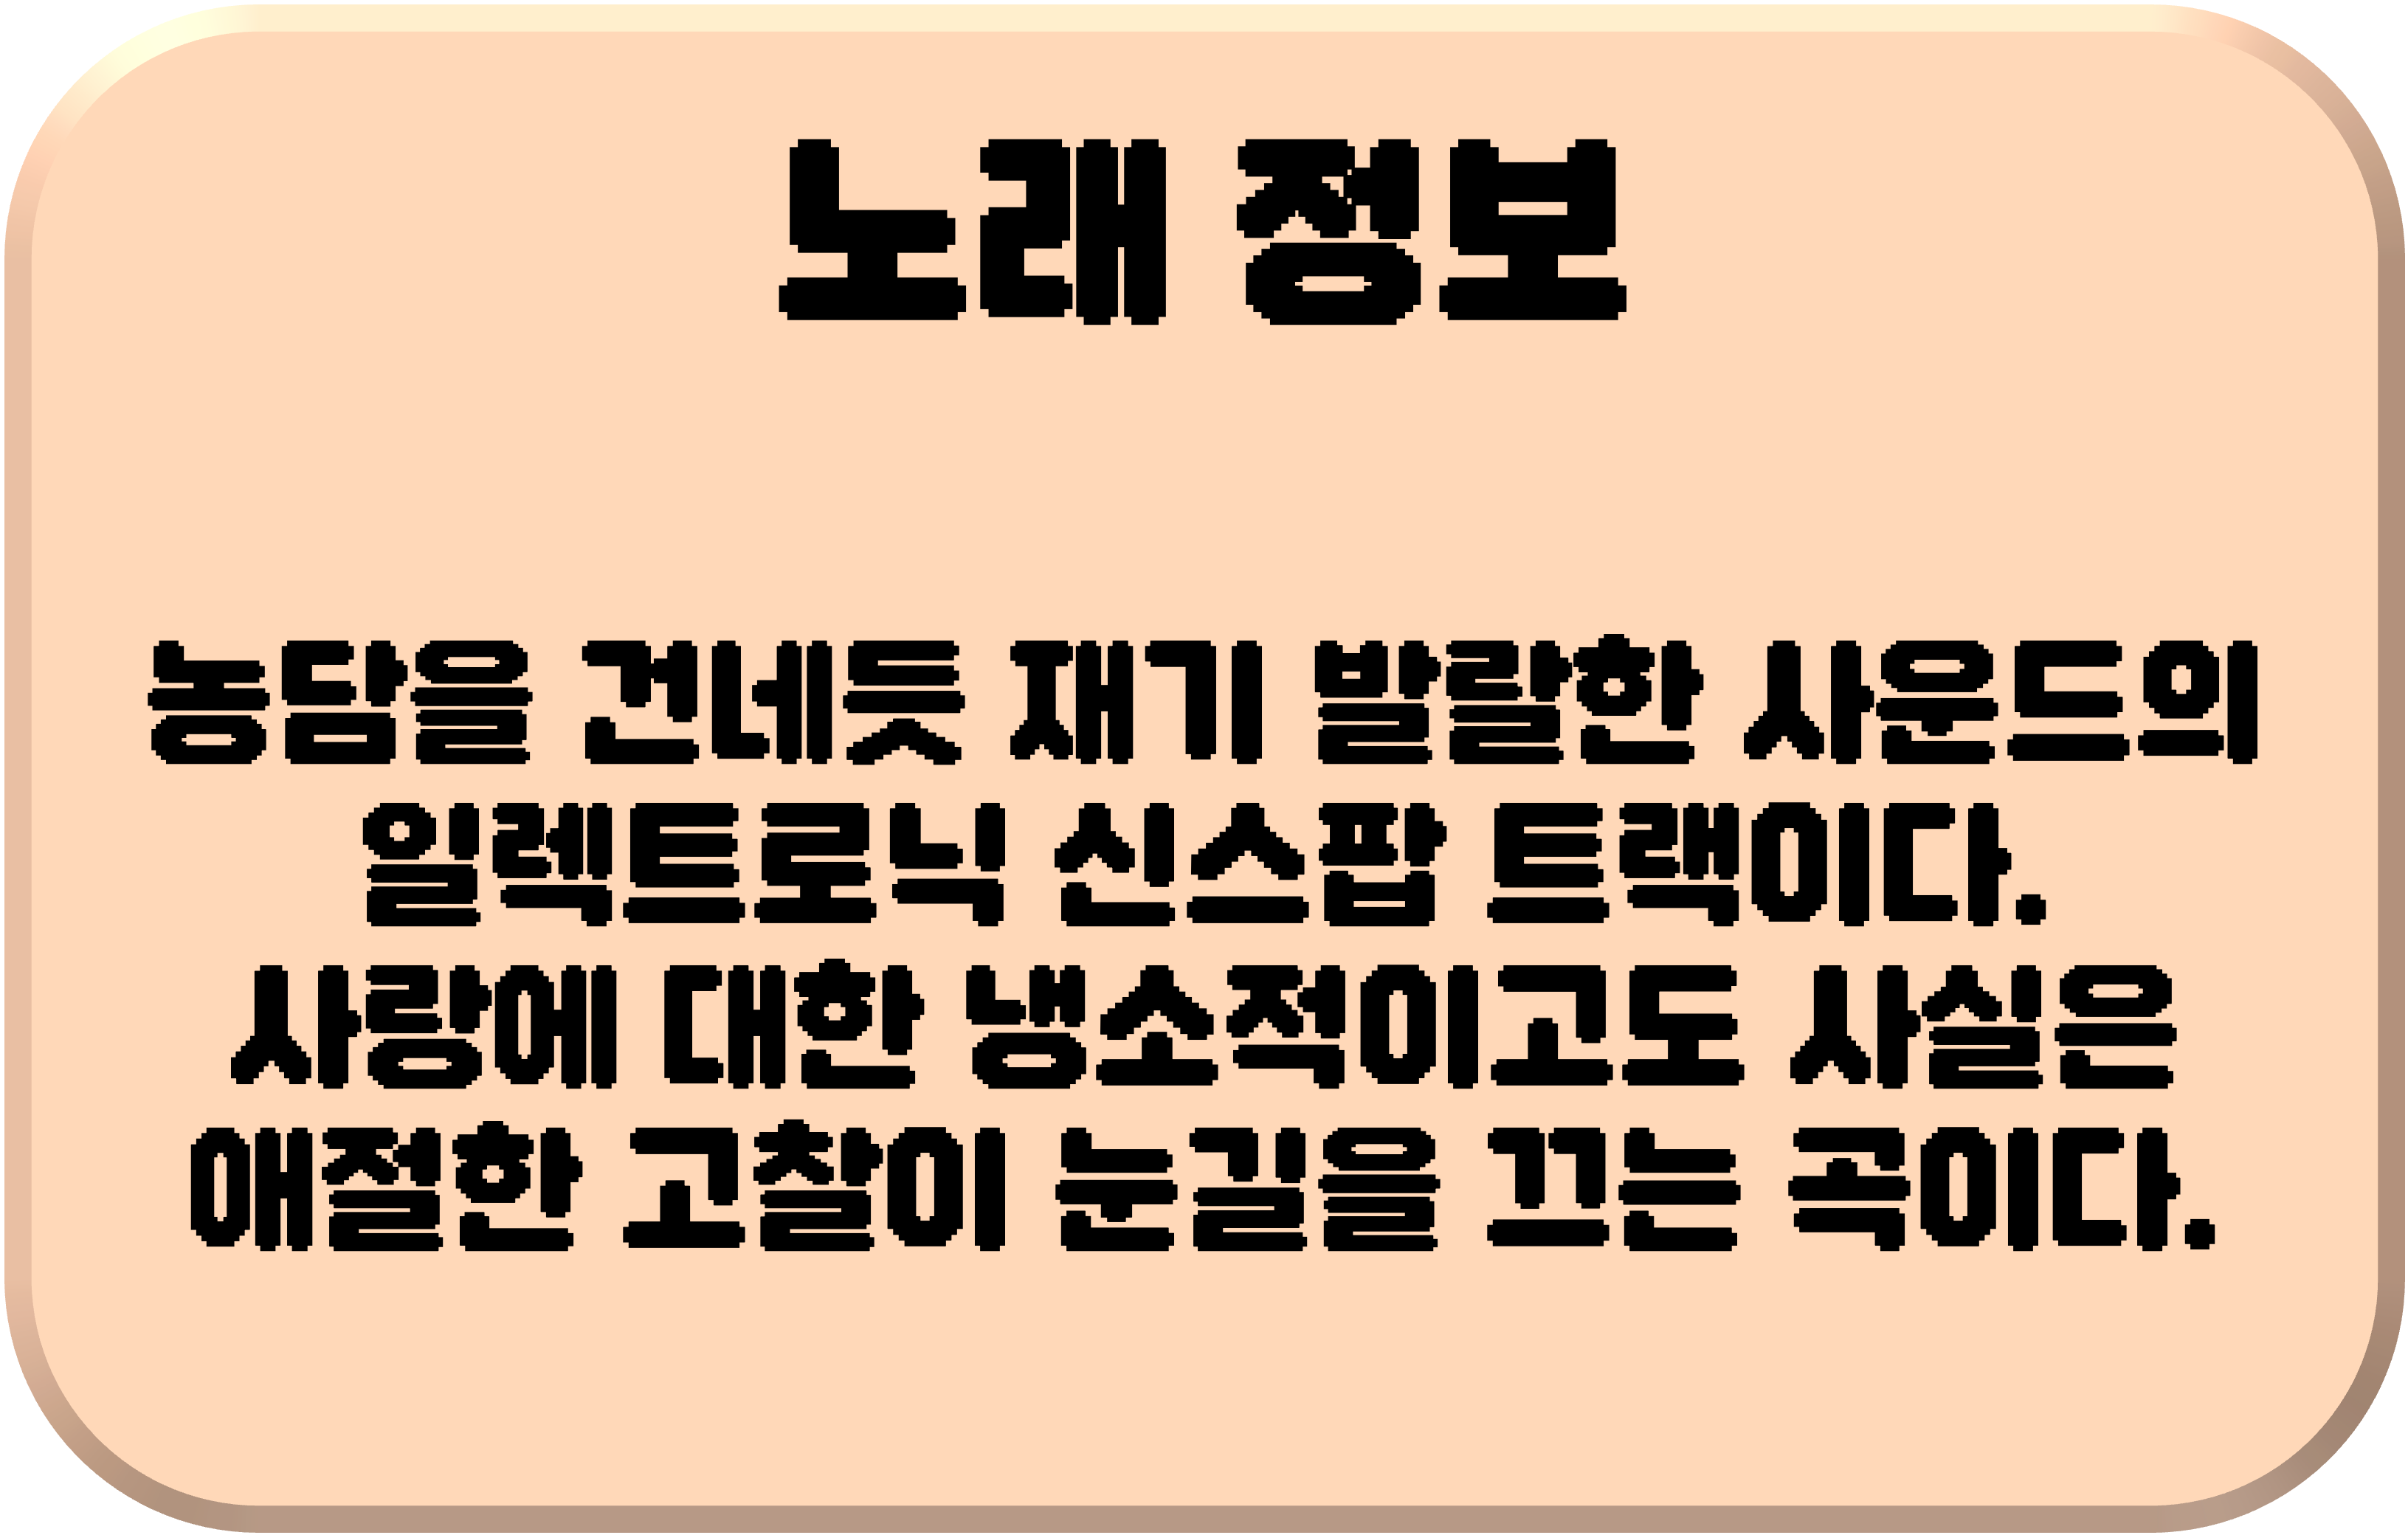 노래 정보
농담을 건네듯 재기 발랄한 사운드의
일렉트로닉 신스팝 트랙이다.
사랑에 대한 냉소적이고도 사실은
애절한 고찰이 눈길을 끄는 곡이다.